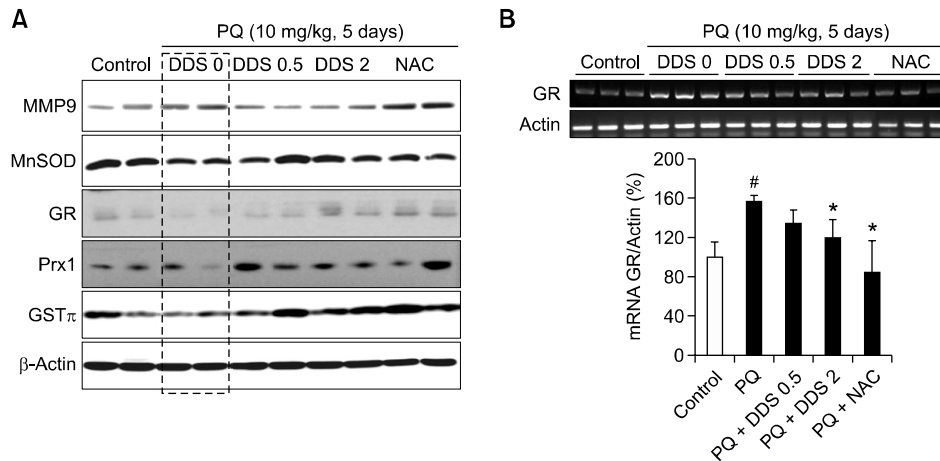 A
PQ (10 mg/kg, 5 days)
Control DDS 0 DDS 0.5 DDS 2 NAC
MMP9
MnSOD
GR
Prx1
GSTπ
β-Actin
B
PQ (10 mg/kg, 5 days)
Control DDS 0 DDS 0.5 DDS 2 NAC
GR
Actin
mRNA GR/Actin (%)
200
160
120
80
40
0
#
*
*
Control
PQ
PQ + DDS 0.5
PQ + DDS 2
PQ + NAC